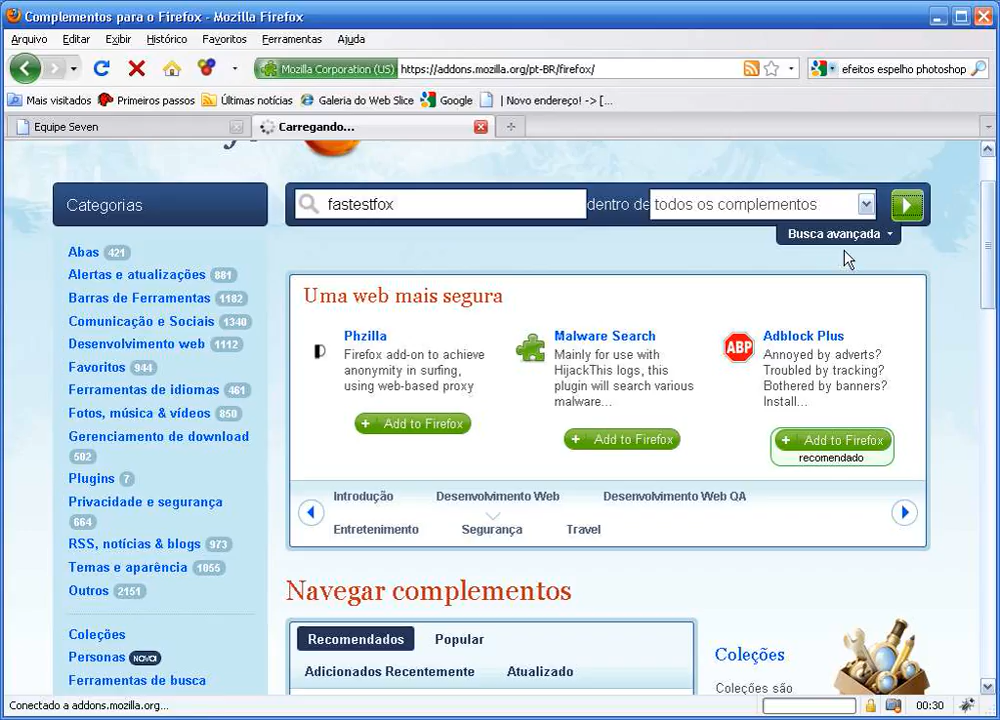 Complementos para o Firefox - Mozilla Firefox
Arquivo Editar Exibir Histórico Favoritos Ferramentas Ajuda
Mozilla Corporation (US) https://addons.mozilla.org/pt-BR/firefox/ efeitos espelho photoshop
Mais visitados Primeiros passos Últimas notícias Galeria do Web Slice Google | Novo endereço! -> [...
Equipe Seven Carregando...
Categorias
fastestfox dentro de todos os complementos
Busca avançada
Abas 421
Alertas e atualizações 881
Barras de Ferramentas 1182
Comunicação e Sociais 1340
Desenvolvimento web 1112
Favoritos 944
Ferramentas de idiomas 461
Fotos, música & vídeos 850
Gerenciamento de download
502
Plugins 7
Privacidade e segurança
664
RSS, notícias & blogs 973
Temas e aparência 1055
Outros 2151
Coleções
Personas NOVO!
Ferramentas de busca
Uma web mais segura
Phzilla
Firefox add-on to achieve
anonymity in surfing,
using web-based proxy
+ Add to Firefox
Malware Search
Mainly for use with
HijackThis logs, this
plugin will search various
malware...
+ Add to Firefox
ABP
Adblock Plus
Annoyed by adverts?
Troubled by tracking?
Bothered by banners?
Install...
+ Add to Firefox
recomendado
Introdução Desenvolvimento Web Desenvolvimento Web QA
Entretenimento Segurança Travel
Navegar complementos
Recomendados Popular
Adicionados Recentemente Atualizado
Coleções
Coleções são
Conectado a addons.mozilla.org... 00:30